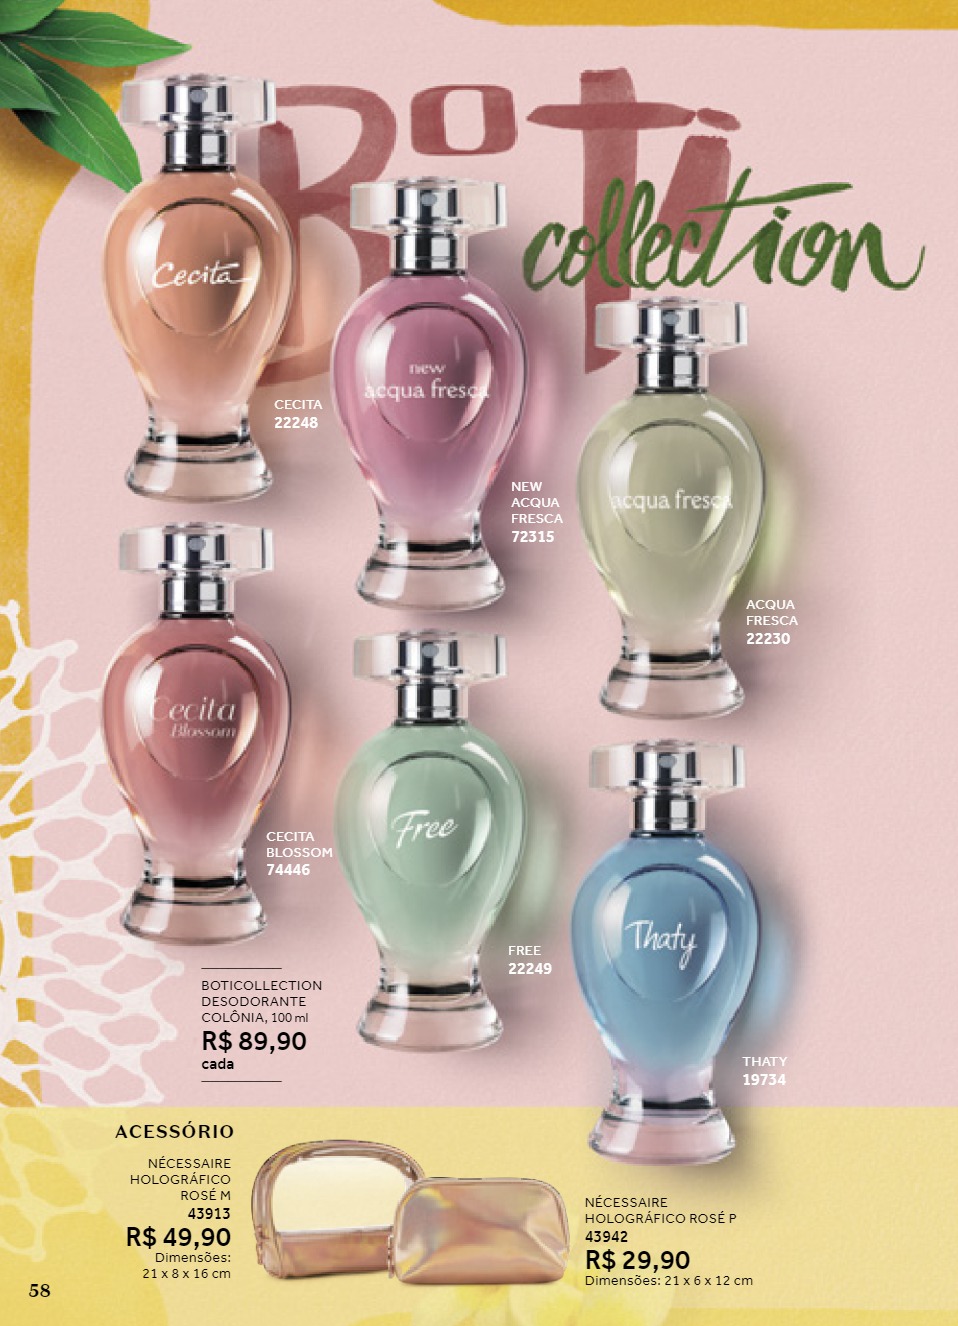 Boti
collection
Cecita
CECITA
22248
new
acqua fresca
NEW
ACQUA
FRESCA
72315
acqua fresca
ACQUA
FRESCA
22230
Cecita
Blossom
CECITA
BLOSSOM
74446
Free
FREE
22249
Thaty
THATY
19734
BOTICOLLECTION
DESODORANTE
COLÔNIA, 100 ml
R$ 89,90
cada
ACESSÓRIO
NÉCESSAIRE
HOLOGRÁFICO
ROSÉ M
43913
R$ 49,90
Dimensões:
21 x 8 x 16 cm
NÉCESSAIRE
HOLOGRÁFICO ROSÉ P
43942
R$ 29,90
Dimensões: 21 x 6 x 12 cm
58